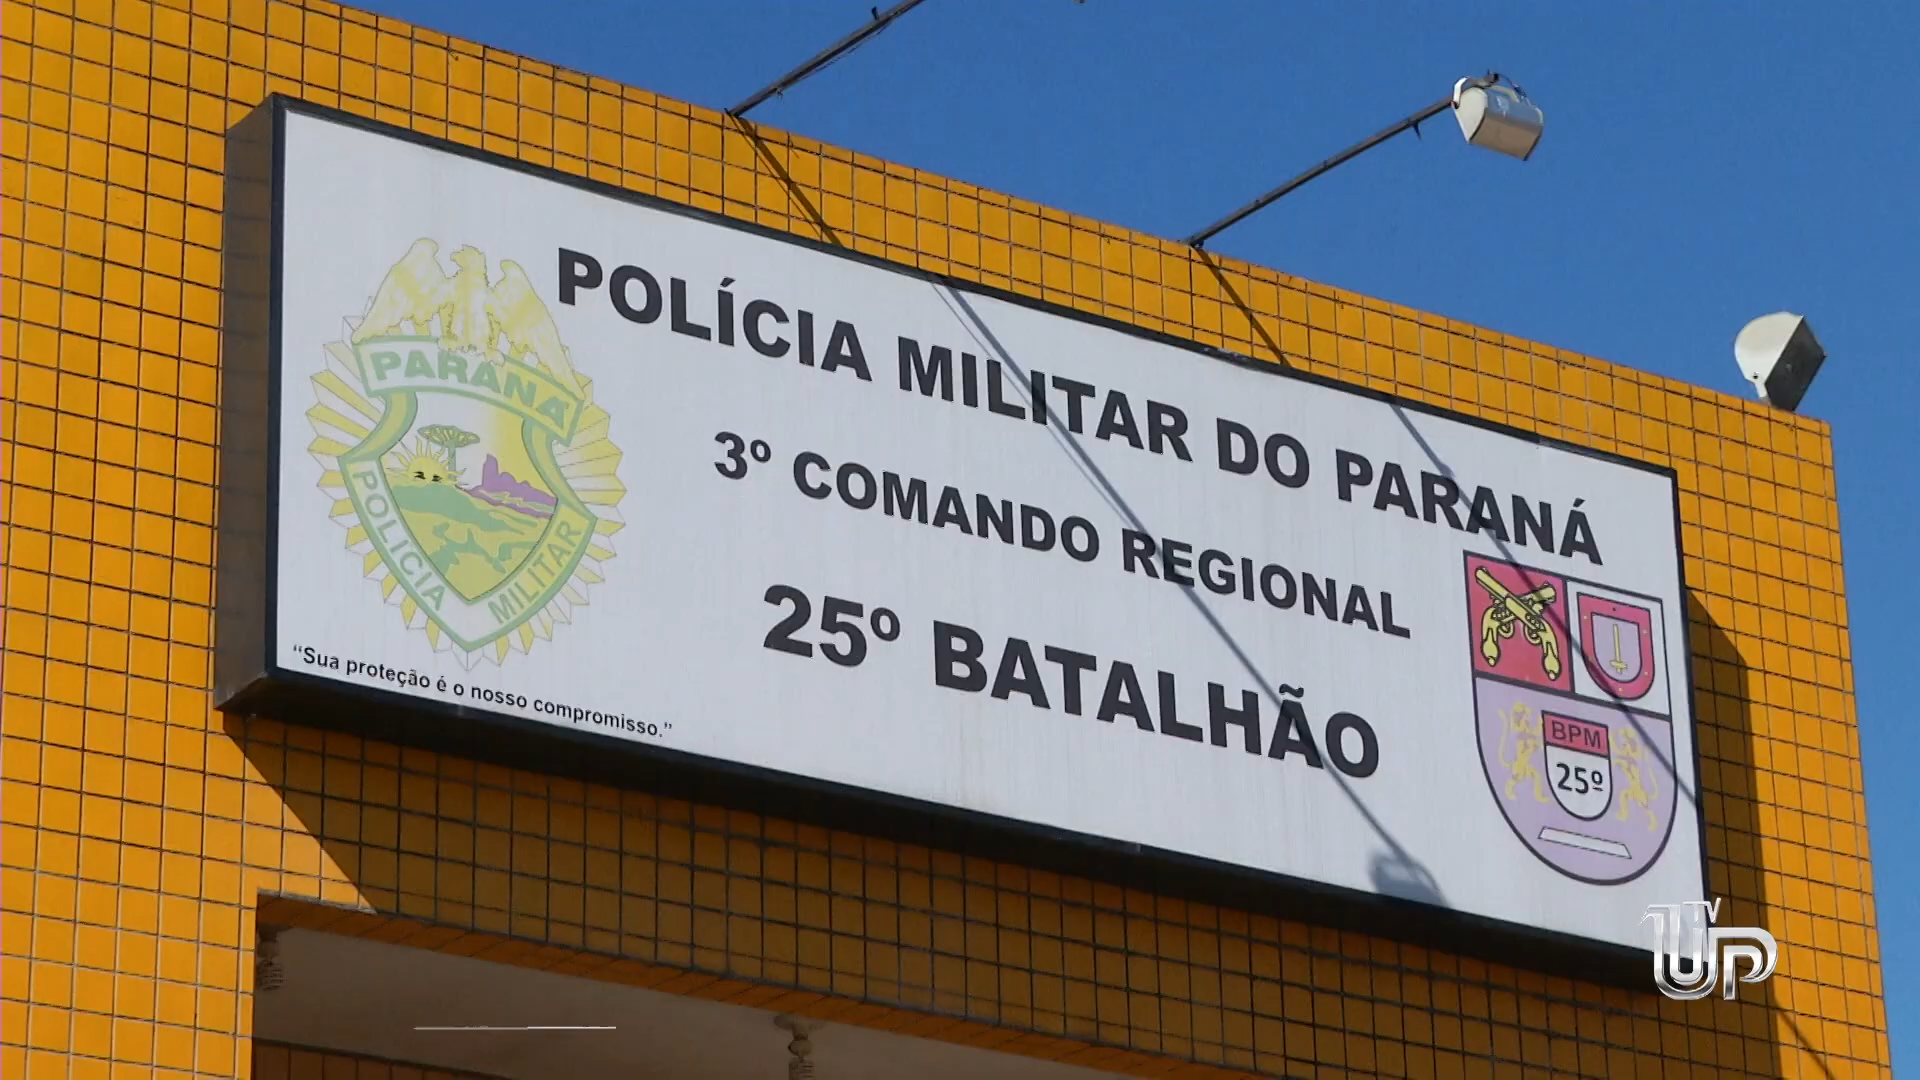 POLÍCIA MILITAR DO PARANÁ
3º COMANDO REGIONAL
25º BATALHÃO
PARANÁ
POLICIA MILITAR
"Sua proteção é o nosso compromisso."
BPM
25º
UP TV